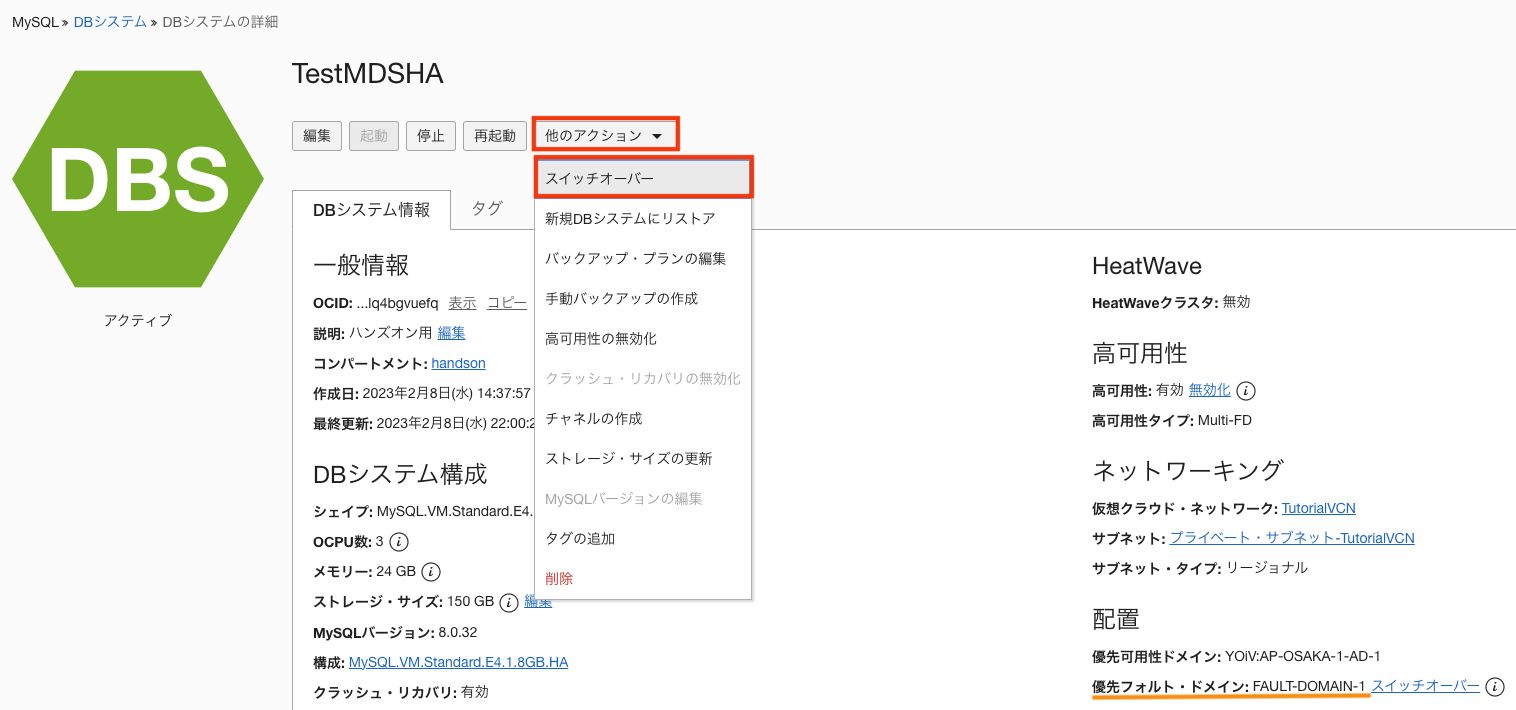 MySQL » DBシステム » DBシステムの詳細
DBS
アクティブ
TestMDSHA
編集 起動 停止 再起動 他のアクション
スイッチオーバー
新規DBシステムにリストア
バックアップ・プランの編集
手動バックアップの作成
高可用性の無効化
クラッシュ・リカバリの無効化
チャネルの作成
ストレージ・サイズの更新
MySQLバージョンの編集
タグの追加
削除
DBシステム情報 タグ
一般情報
OCID: ...lq4bgvuefq 表示 コピー
説明: ハンズオン用 編集
コンパートメント: handson
作成日: 2023年2月8日(水) 14:37:57
最終更新: 2023年2月8日(水) 22:00:2
DBシステム構成
シェイプ: MySQL.VM.Standard.E4.
OCPU数: 3 i
メモリー: 24 GB i
ストレージ・サイズ: 150 GB i 編集
MySQLバージョン: 8.0.32
構成: MySQL.VM.Standard.E4.1.8GB.HA
クラッシュ・リカバリ: 有効
HeatWave
HeatWaveクラスタ: 無効
高可用性
高可用性: 有効 無効化 i
高可用性タイプ: Multi-FD
ネットワーキング
仮想クラウド・ネットワーク: TutorialVCN
サブネット: プライベート・サブネット-TutorialVCN
サブネット・タイプ: リージョナル
配置
優先可用性ドメイン: YOiV:AP-OSAKA-1-AD-1
優先フォルト・ドメイン: FAULT-DOMAIN-1 スイッチオーバー i